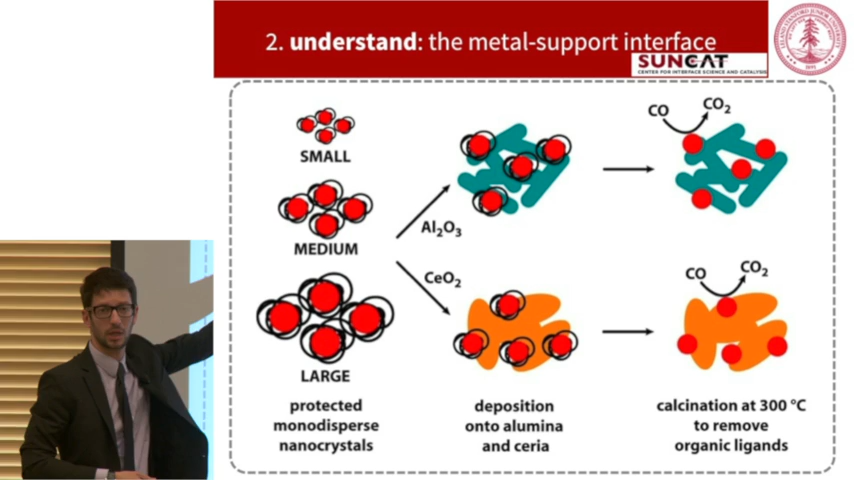 2. understand: the metal-support interface
SUNCAT
CENTER FOR INTERFACE SCIENCE AND CATALYSIS
SMALL
MEDIUM
LARGE
Al₂O₃
CeO₂
CO
CO₂
CO
CO₂
protected
monodisperse
nanocrystals
deposition
onto alumina
and ceria
calcination at 300 °C
to remove
organic ligands